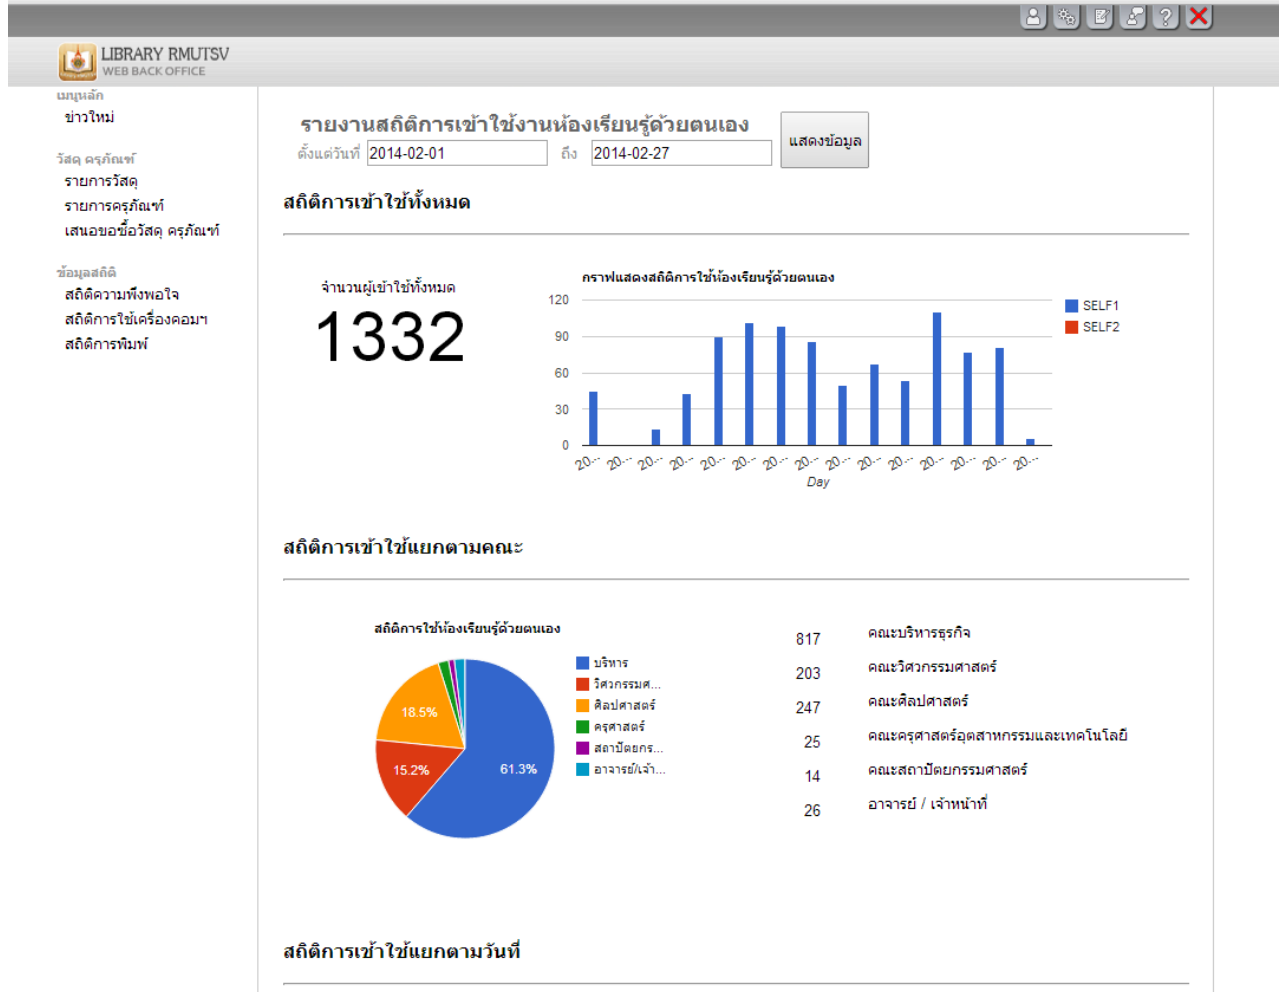 LIBRARY RMUTSV
WEB BACK OFFICE
เมนูหลัก
ข่าวใหม่
วัสดุ ครุภัณฑ์
รายการวัสดุ
รายการครุภัณฑ์
เสนอขอซื้อวัสดุ ครุภัณฑ์
ข้อมูลสถิติ
สถิติความพึงพอใจ
สถิติการใช้เครื่องคอมฯ
สถิติการพิมพ์
รายงานสถิติการเข้าใช้งานห้องเรียนรู้ด้วยตนเอง
ตั้งแต่วันที่ 2014-02-01 ถึง 2014-02-27 แสดงข้อมูล
สถิติการเข้าใช้ทั้งหมด
จำนวนผู้เข้าใช้ทั้งหมด
1332
กราฟแสดงสถิติการใช้ห้องเรียนรู้ด้วยตนเอง
120
90
60
30
0
20... 20... 20... 20... 20... 20... 20... 20... 20... 20... 20... 20... 20... 20... 20...
Day
SELF1
SELF2
สถิติการเข้าใช้แยกตามคณะ
สถิติการใช้ห้องเรียนรู้ด้วยตนเอง
18.5%
15.2%
61.3%
บริหาร
วิศวกรรมศ...
ศิลปศาสตร์
ครุศาสตร์
สถาปัตยกร...
อาจารย์/เจ้า...
817 คณะบริหารธุรกิจ
203 คณะวิศวกรรมศาสตร์
247 คณะศิลปศาสตร์
25 คณะครุศาสตร์อุตสาหกรรมและเทคโนโลยี
14 คณะสถาปัตยกรรมศาสตร์
26 อาจารย์ / เจ้าหน้าที่
สถิติการเข้าใช้แยกตามวันที่